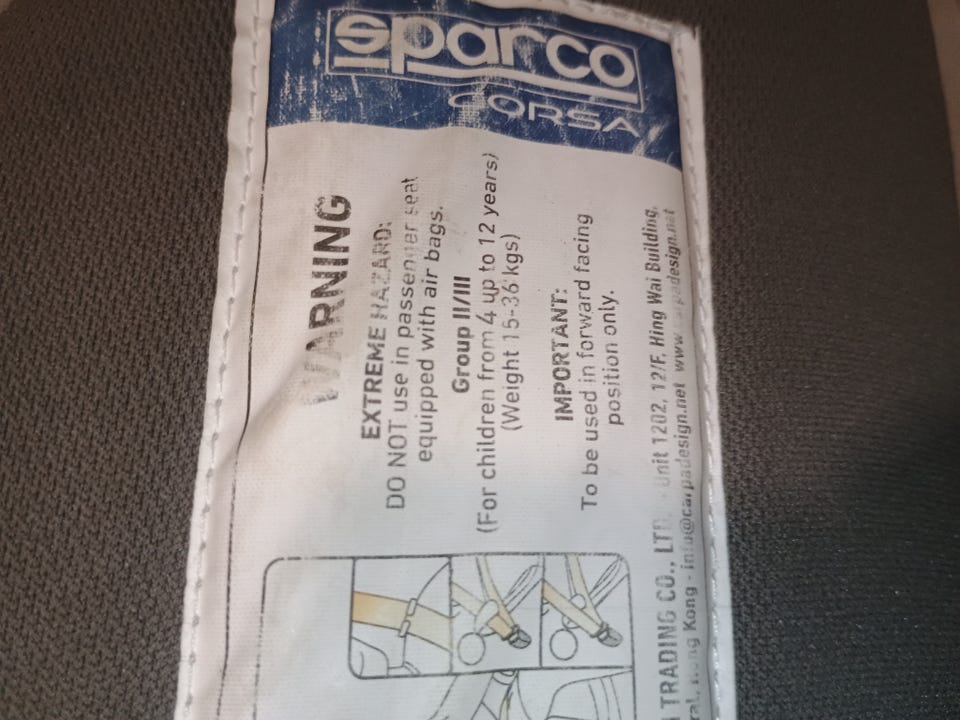 sparco
CORSA
WARNING
EXTREME HAZARD:
DO NOT use in passenger seat
equipped with air bags.
Group II/III
(For children from 4 up to 12 years)
(Weight 15-36 kgs)
IMPORTANT:
To be used in forward facing
position only.
TRADING CO., LTD. - Unit 1202, 12/F, Hing Wai Building,
Hong Kong - info@carpadesign.net www.carpadesign.net